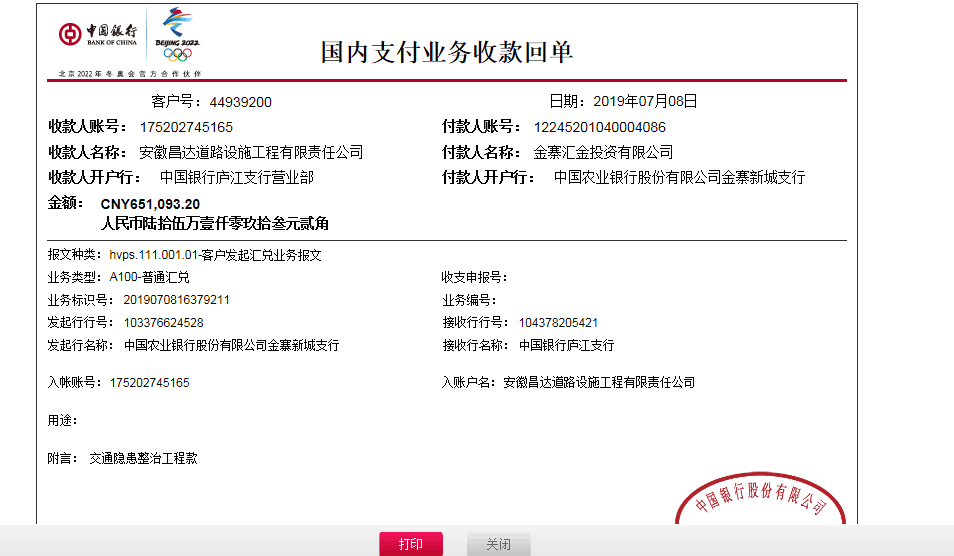 中国银行
BANK OF CHINA
BEIJING 2022
北京2022年冬奥会官方合作伙伴
国内支付业务收款回单
客户号：44939200 日期：2019年07月08日
收款人账号：175202745165 付款人账号：12245201040004086
收款人名称：安徽昌达道路设施工程有限责任公司 付款人名称：金寨汇金投资有限公司
收款人开户行：中国银行庐江支行营业部 付款人开户行：中国农业银行股份有限公司金寨新城支行
金额：CNY651,093.20
人民币陆拾伍万壹仟零玖拾叁元贰角
报文种类：hvps.111.001.01-客户发起汇兑业务报文
业务类型：A100-普通汇兑 收支申报号：
业务标识号：2019070816379211 业务编号：
发起行行号：103376624528 接收行行号：104378205421
发起行名称：中国农业银行股份有限公司金寨新城支行 接收行名称：中国银行庐江支行
入帐账号：175202745165 入账户名：安徽昌达道路设施工程有限责任公司
用途：
附言：交通隐患整治工程款
中国银行股份有限公司
打印 关闭